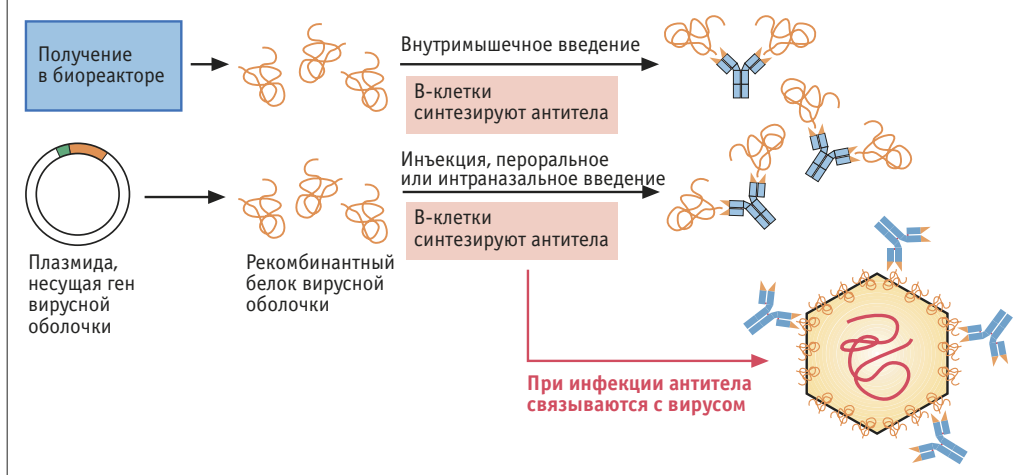 Получение
в биореакторе
Внутримышечное введение
В-клетки
синтезируют антитела
Инъекция, пероральное
или интраназальное введение
В-клетки
синтезируют антитела
Плазмида,
несущая ген
вирусной
оболочки
Рекомбинантный
белок вирусной
оболочки
При инфекции антитела
связываются с вирусом